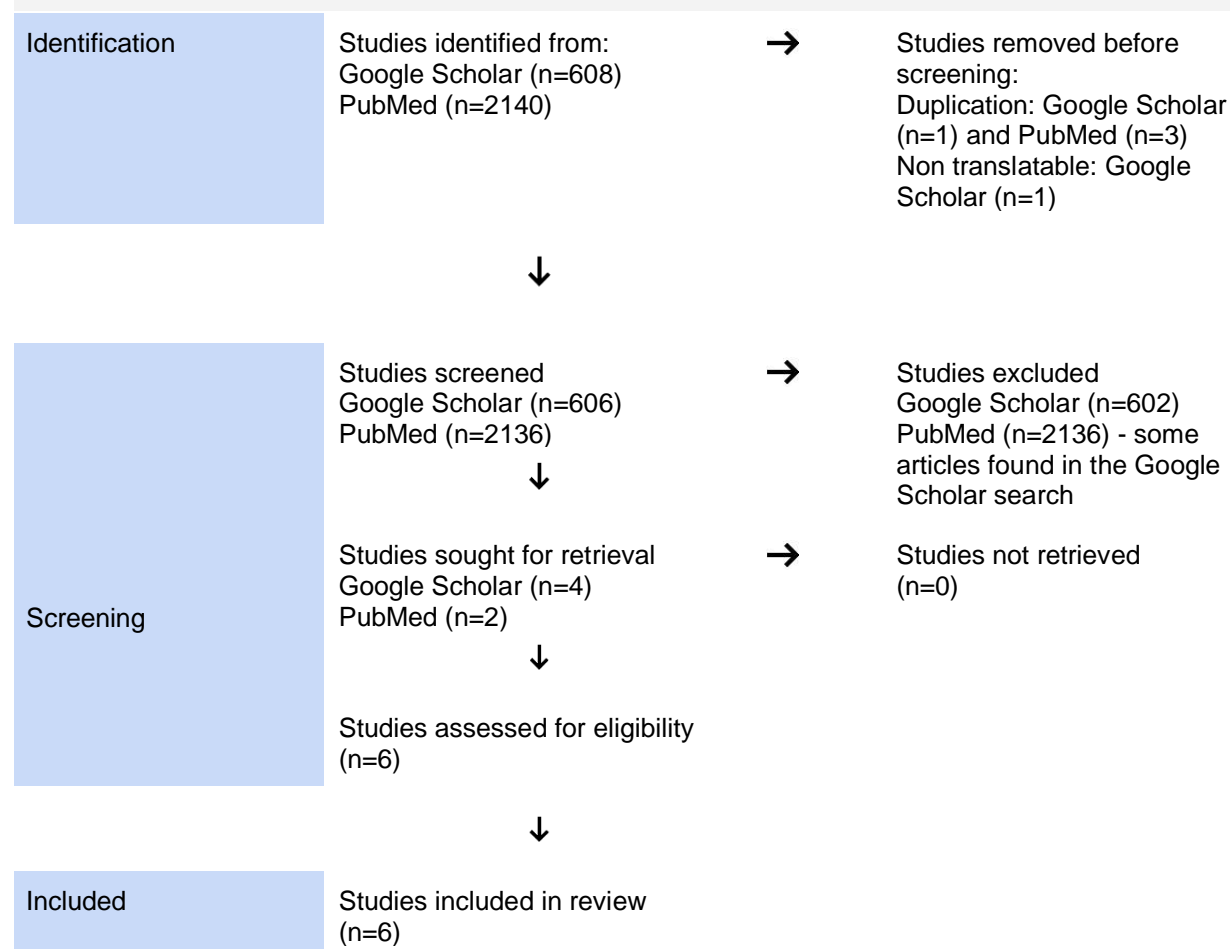 Identification
Studies identified from:
Google Scholar (n=608)
PubMed (n=2140)
→
Studies removed before
screening:
Duplication: Google Scholar
(n=1) and PubMed (n=3)
Non translatable: Google
Scholar (n=1)
↓
Studies screened
Google Scholar (n=606)
PubMed (n=2136)
→
Studies excluded
Google Scholar (n=602)
PubMed (n=2136) - some
articles found in the Google
Scholar search
↓
Screening
Studies sought for retrieval
Google Scholar (n=4)
PubMed (n=2)
→
Studies not retrieved
(n=0)
↓
Studies assessed for eligibility
(n=6)
↓
Included
Studies included in review
(n=6)